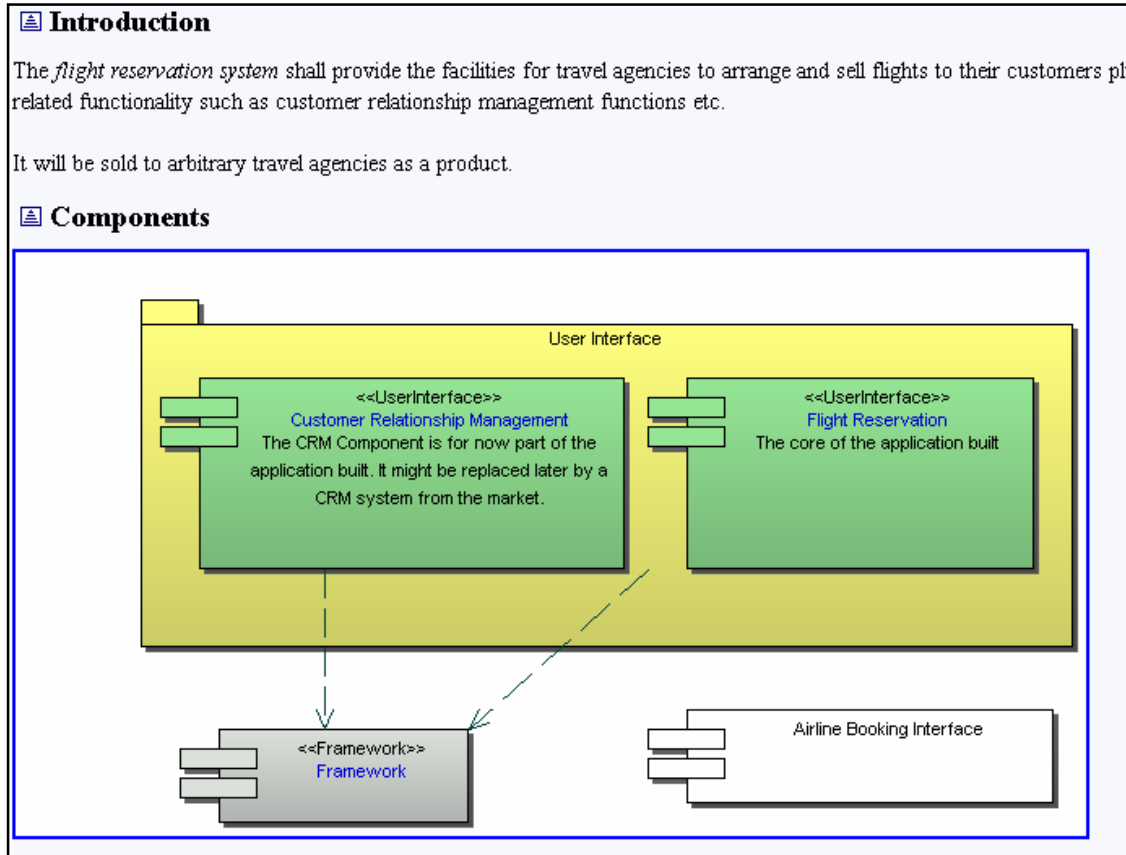 Introduction
The flight reservation system shall provide the facilities for travel agencies to arrange and sell flights to their customers
related functionality such as customer relationship management functions etc.
It will be sold to arbitrary travel agencies as a product.
Components
User Interface
<<UserInterface>>
Customer Relationship Management
The CRM Component is for now part of the
application built. It might be replaced later by a
CRM system from the market.
<<UserInterface>>
Flight Reservation
The core of the application built
<<Framework>>
Framework
Airline Booking Interface